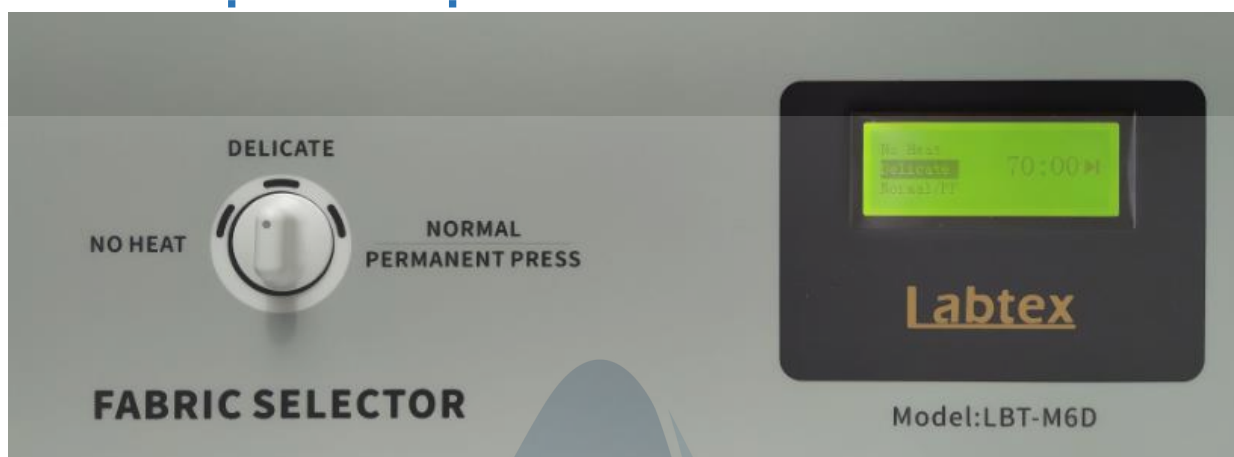 DELICATE
NO HEAT
NORMAL
PERMANENT PRESS
FABRIC SELECTOR
No Heat
Delicate
Normal/PP
70:00
Labtex
Model:LBT-M6D